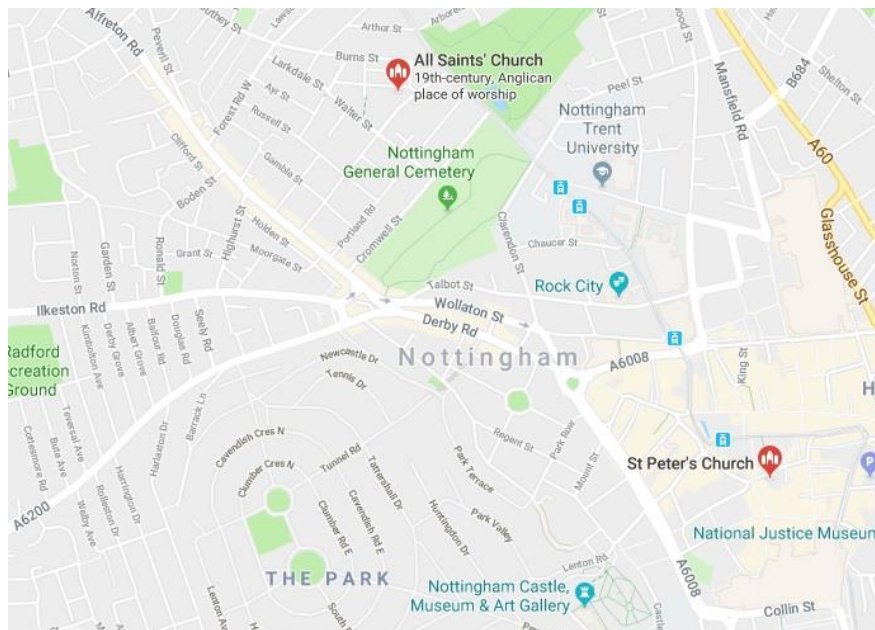 Alfreton Rd
Peveril St
Southey St
Arthur St
Burns St
All Saints' Church
19th-century, Anglican
place of worship
Larkdale St
Walter St
Ayr St
Forest Rd W
Russell St
Gamble St
Clifford St
Boden St
Holden St
Highurst St
Moorgate St
Grant St
Ronald St
Garden St
Norton St
Portland Rd
Cromwell St
Nottingham
General Cemetery
Peel St
Nottingham
Trent
University
Mansfield Rd
B684
Shelton St
A60
Glasshouse St
Clarendon St
Chaucer St
Rock City
Talbot St
Wollaton St
Derby Rd
Nottingham
A6008
King St
Ilkeston Rd
Radford
Recreation
Ground
Kimbolton Ave
Derby Grove
Albert Grove
Balfour Rd
Douglas Rd
Seely Rd
Newcastle Dr
Tennis Dr
Barrack Ln
Harlaxton Dr
Teversal Ave
Bute Ave
Cottesmore Rd
Harrington Dr
Rolleston Dr
Welby Ave
A6200
Cavendish Cres N
Clumber Cres N
Tunnel Rd
Tattershall Dr
Cavendish Rd E
Clumber Rd E
Huntingdon Dr
Park Terrace
Park Valley
Regent St
Park Row
Mount St
St Peter's Church
H
P
National Justice Museum
THE PARK
Lenton Ave
Lenton Rd
Nottingham Castle,
Museum & Art Gallery
A6008
Collin St